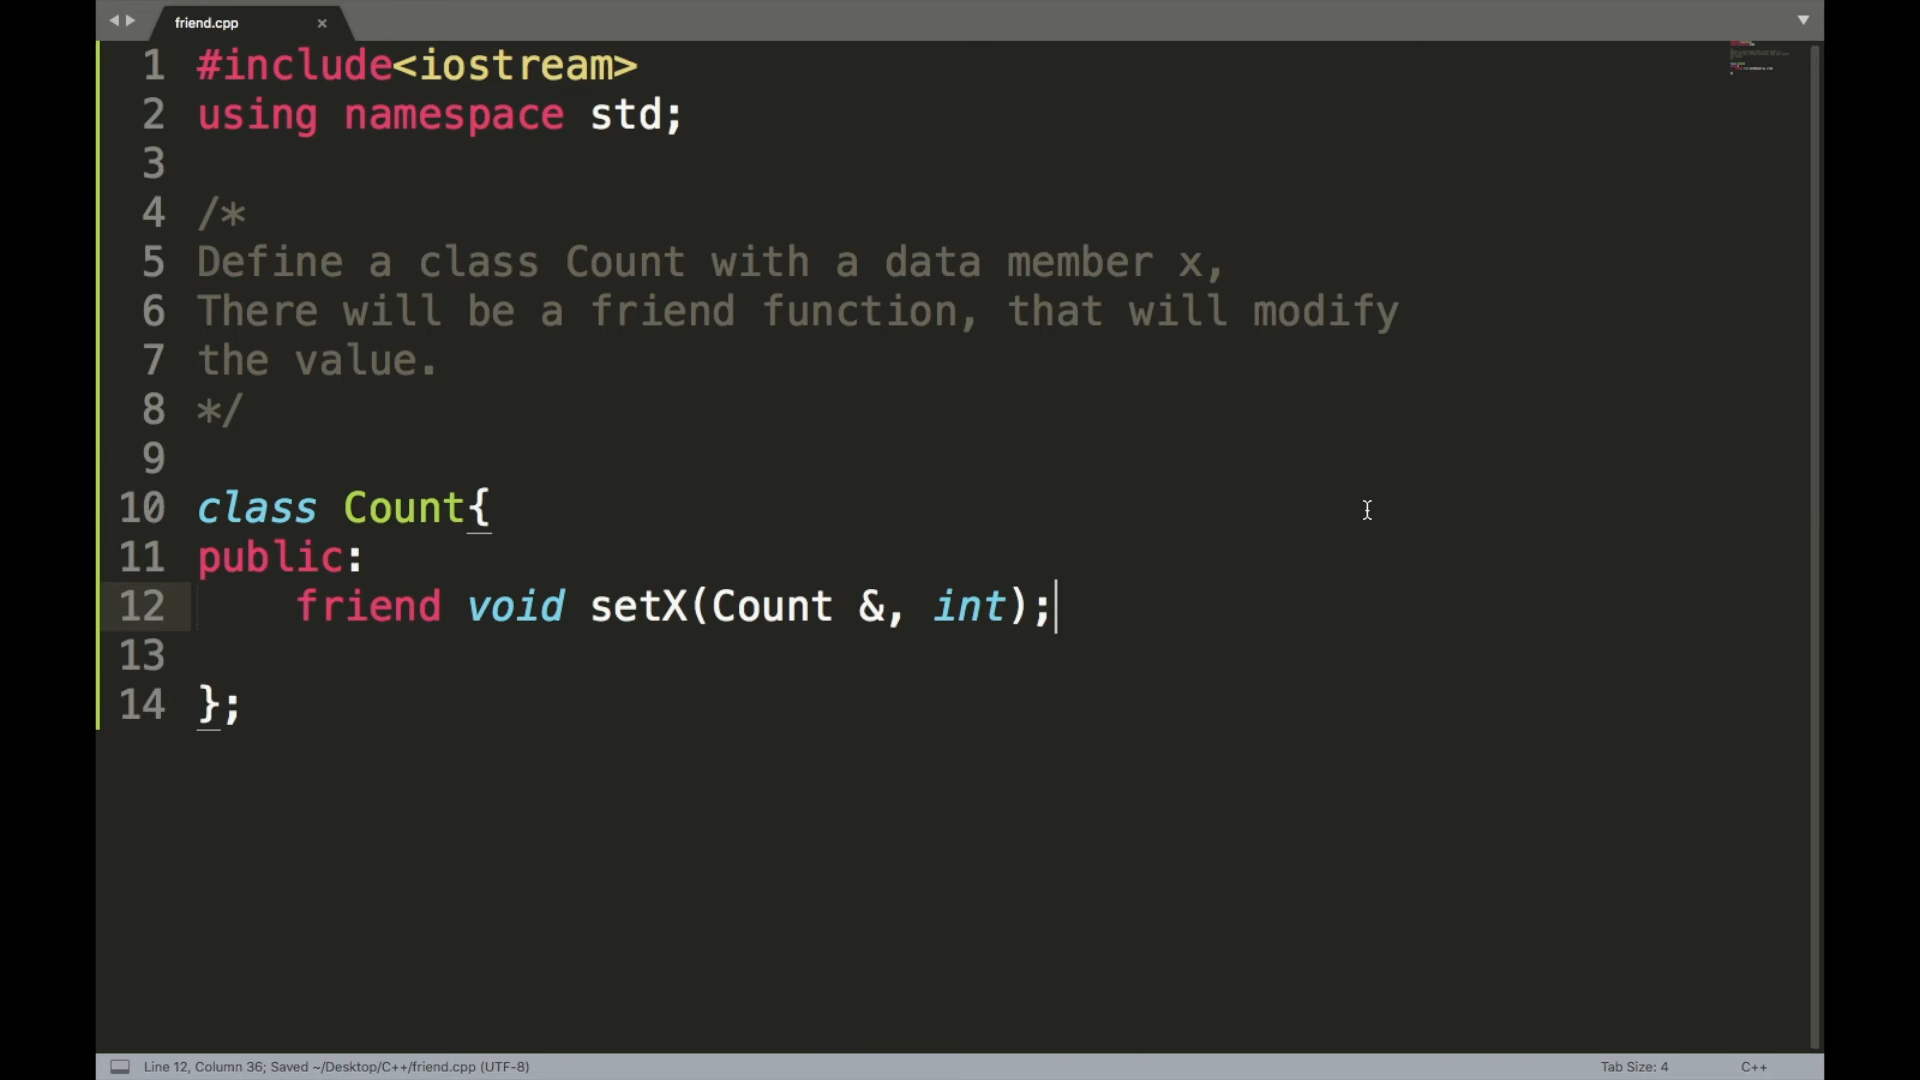 friend.cpp ×
1 #include<iostream>
2 using namespace std;
3
4 /*
5 Define a class Count with a data member x,
6 There will be a friend function, that will modify
7 the value.
8 */
9
10 class Count{
11 public:
12 friend void setX(Count &, int);
13
14 };
Line 12, Column 36; Saved ~/Desktop/C++/friend.cpp (UTF-8) Tab Size: 4 C++